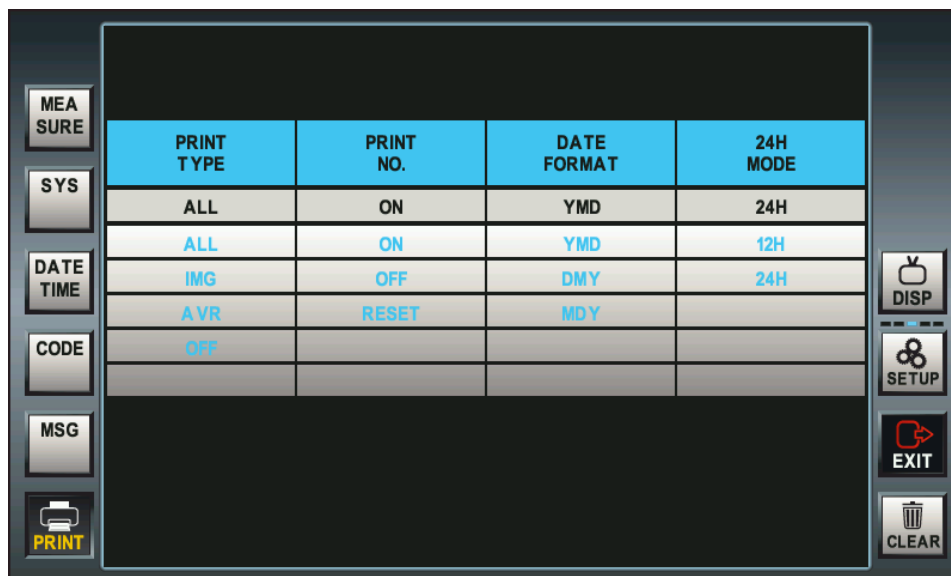 MEA
SURE
SYS
DATE
TIME
CODE
MSG
PRINT
PRINT TYPE PRINT NO. DATE FORMAT 24H MODE
ALL ON YMD 24H
ALL ON YMD 12H
IMG OFF DMY 24H
AVR RESET MDY
OFF
DISP
SETUP
EXIT
CLEAR